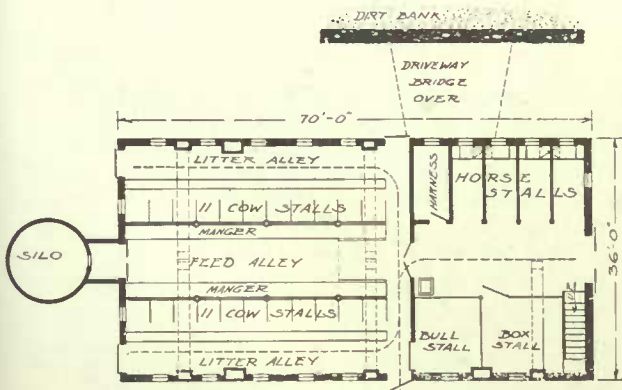 DIRT BANK
DRIVEWAY
BRIDGE
OVER
70'-0"
LITTER ALLEY
HARNESS
HORSE
STALLS
11 COW STALLS
MANGER
SILO
FEED ALLEY
36'-0"
MANGER
11 COW STALLS
UP
BULL
STALL
BOX
STALL
LITTER ALLEY